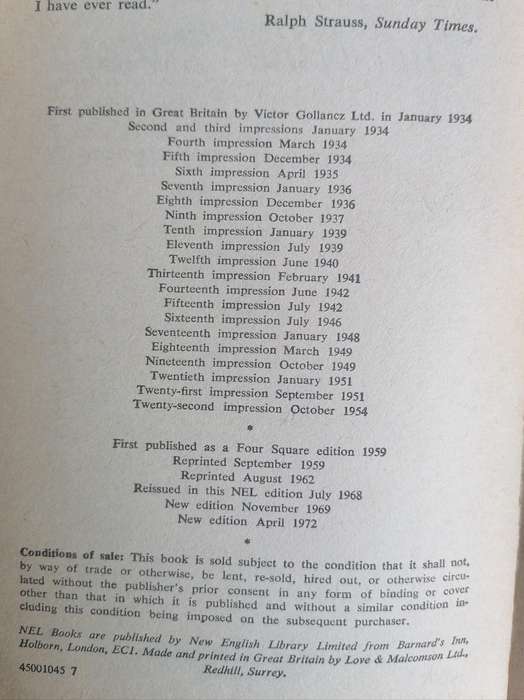 I have ever read."
Ralph Strauss, Sunday Times.
First published in Great Britain by Victor Gollancz Ltd. in January 1934
Second and third impressions January 1934
Fourth impression March 1934
Fifth impression December 1934
Sixth impression April 1935
Seventh impression January 1936
Eighth impression December 1936
Ninth impression October 1937
Tenth impression January 1939
Eleventh impression July 1939
Twelfth impression June 1940
Thirteenth impression February 1941
Fourteenth impression June 1942
Fifteenth impression July 1942
Sixteenth impression July 1946
Seventeenth impression January 1948
Eighteenth impression March 1949
Nineteenth impression October 1949
Twentieth impression January 1951
Twenty-first impression September 1951
Twenty-second impression October 1954
*
First published as a Four Square edition 1959
Reprinted September 1959
Reprinted August 1962
Reissued in this NEL edition July 1968
New edition November 1969
New edition April 1972
*
Conditions of sale: This book is sold subject to the condition that it shall not,
by way of trade or otherwise, be lent, re-sold, hired out, or otherwise circu-
lated without the publisher's prior consent in any form of binding or cover
other than that in which it is published and without a similar condition in-
cluding this condition being imposed on the subsequent purchaser.
NEL Books are published by New English Library Limited from Barnard's Inn,
Holborn, London, EC1. Made and printed in Great Britain by Love & Malcomson Ltd.,
Redhill, Surrey.
45001045 7